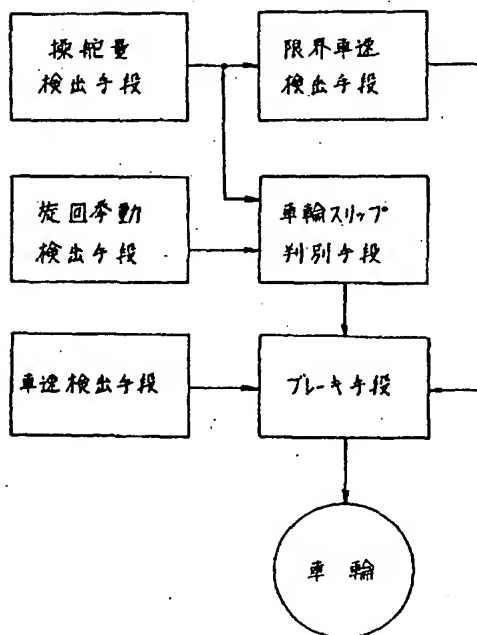 操舵量
検出手段
限界車速
検出手段
旋回挙動
検出手段
車輪スリップ
判別手段
車速検出手段
ブレーキ手段
車輪